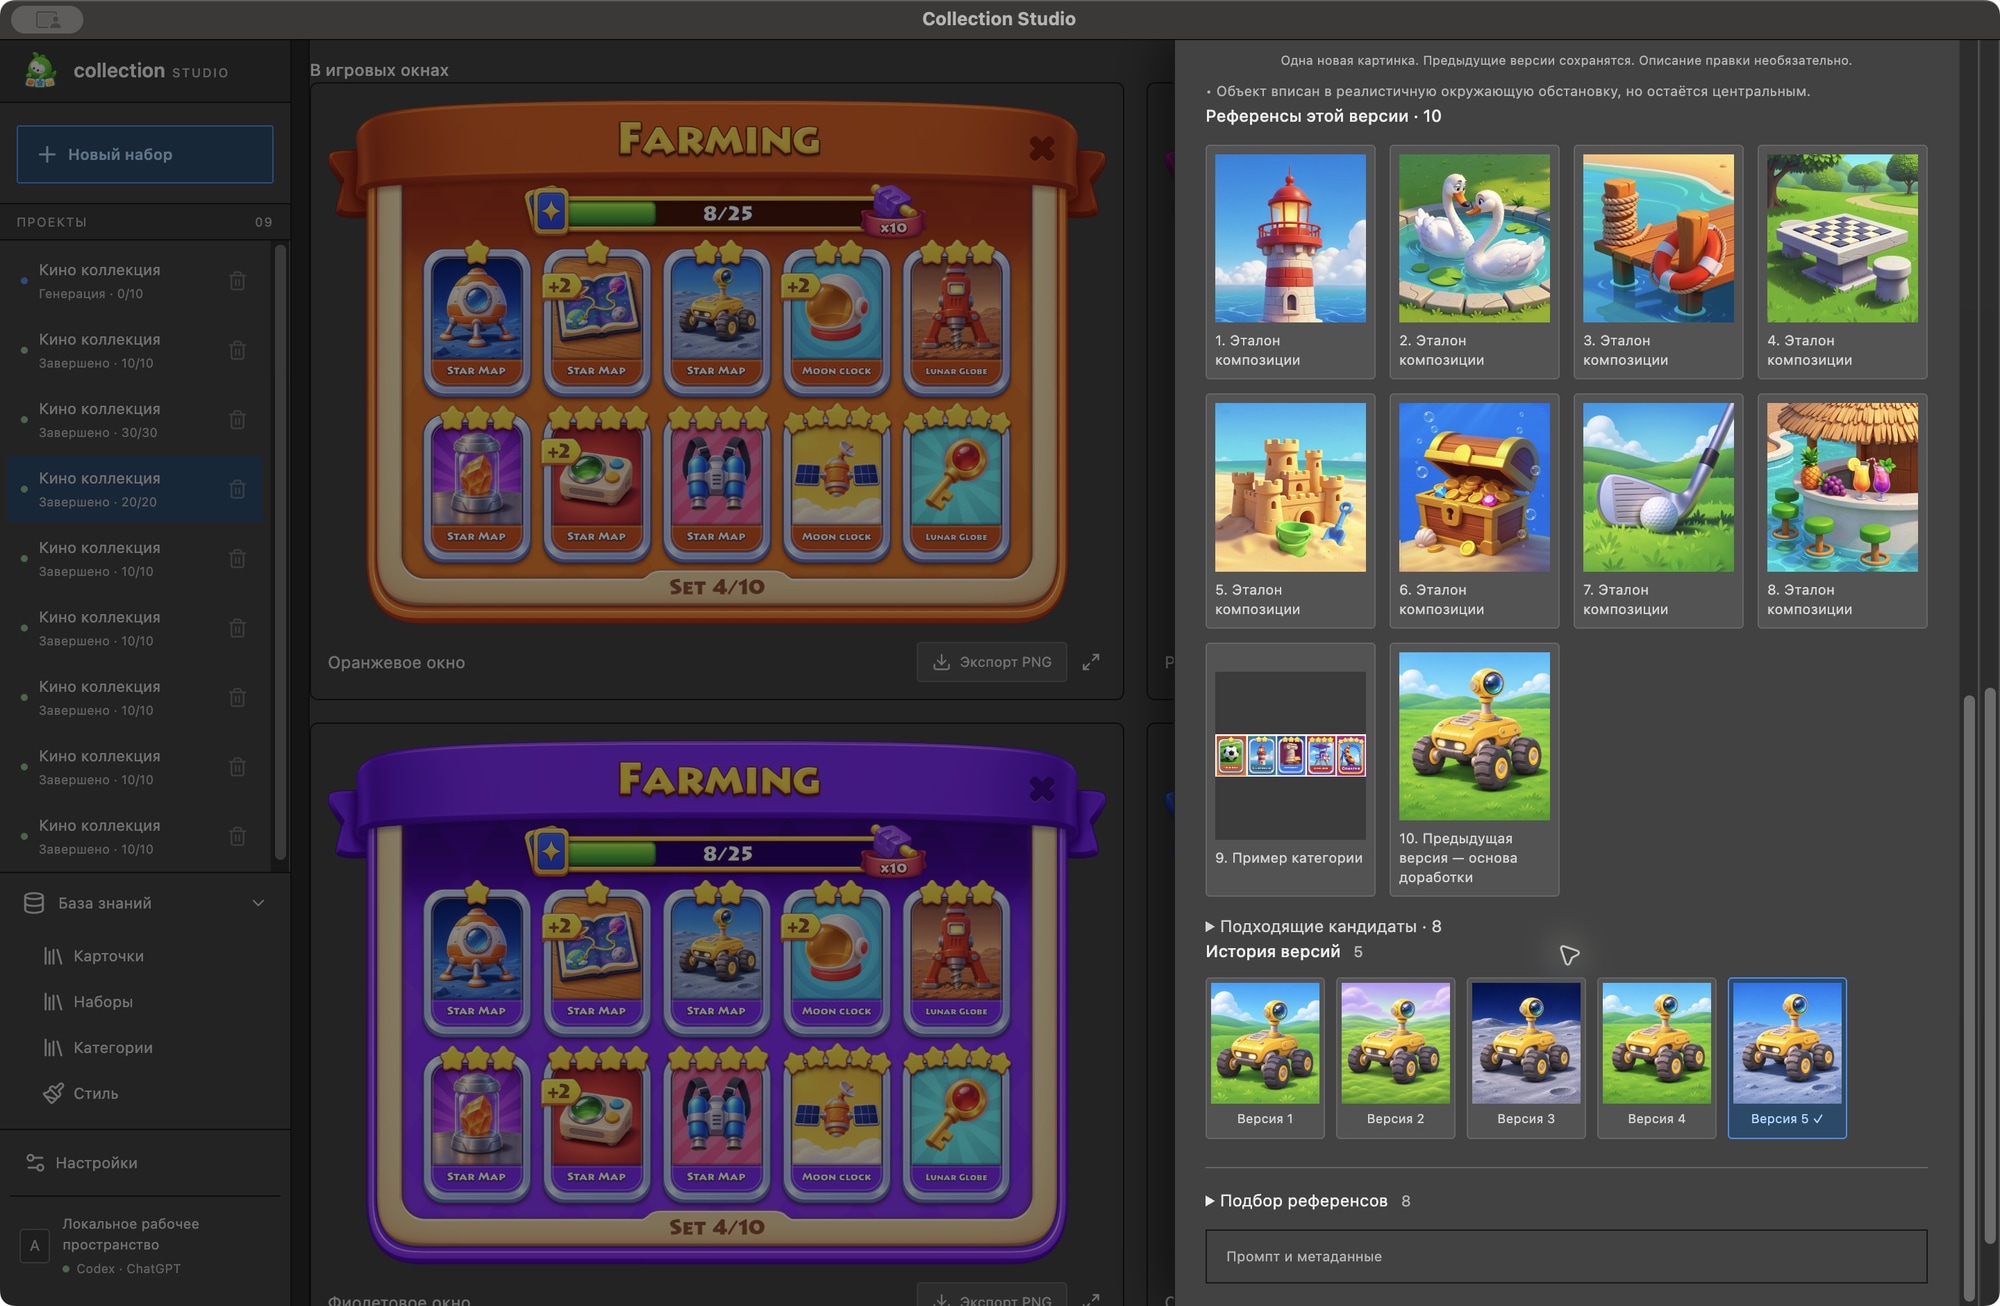 Collection Studio
collection STUDIO
Новый набор
ПРОЕКТЫ 09
Кино коллекция
Генерация · 0/10
Кино коллекция
Завершено · 10/10
Кино коллекция
Завершено · 30/30
Кино коллекция
Завершено · 20/20
Кино коллекция
Завершено · 10/10
Кино коллекция
Завершено · 10/10
Кино коллекция
Завершено · 10/10
Кино коллекция
Завершено · 10/10
Кино коллекция
Завершено · 10/10
База знаний
Карточки
Наборы
Категории
Стиль
Настройки
A
Локальное рабочее
пространство
Codex · ChatGPT
В игровых окнах
FARMING
8/25
x10
+2
+2
STAR MAP
STAR MAP
STAR MAP
MOON CLOCK
LUNAR GLOBE
+2
STAR MAP
STAR MAP
STAR MAP
MOON CLOCK
LUNAR GLOBE
SET 4/10
Оранжевое окно
Экспорт PNG
FARMING
8/25
x10
+2
+2
STAR MAP
STAR MAP
STAR MAP
MOON CLOCK
LUNAR GLOBE
+2
STAR MAP
STAR MAP
STAR MAP
MOON CLOCK
LUNAR GLOBE
SET 4/10
Фиолетовое окно
Экспорт PNG
Одна новая картинка. Предыдущие версии сохранятся. Описание правки необязательно.
• Объект вписан в реалистичную окружающую обстановку, но остаётся центральным.
Референсы этой версии · 10
1. Эталон
композиции
2. Эталон
композиции
3. Эталон
композиции
4. Эталон
композиции
5. Эталон
композиции
6. Эталон
композиции
7. Эталон
композиции
8. Эталон
композиции
9. Пример категории
10. Предыдущая
версия — основа
доработки
Подходящие кандидаты · 8
История версий 5
Версия 1
Версия 2
Версия 3
Версия 4
Версия 5 ✓
Подбор референсов 8
Промпт и метаданные